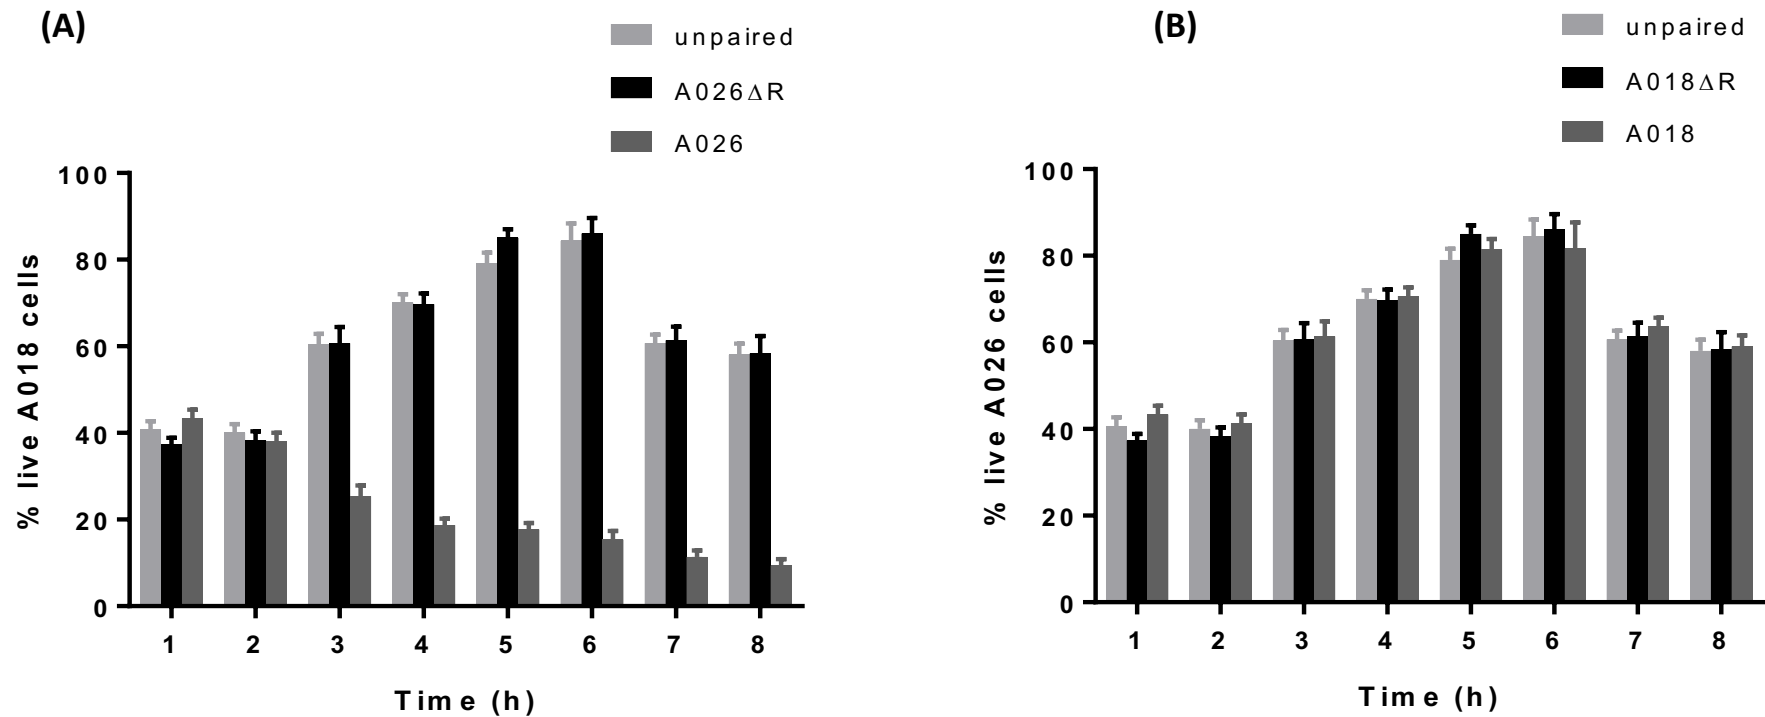 (A)
unpaired
A026ΔR
A026
100
80
60
40
20
0
% live A018 cells
1 2 3 4 5 6 7 8
Time (h)
(B)
unpaired
A018ΔR
A018
100
80
60
40
20
0
% live A026 cells
1 2 3 4 5 6 7 8
Time (h)